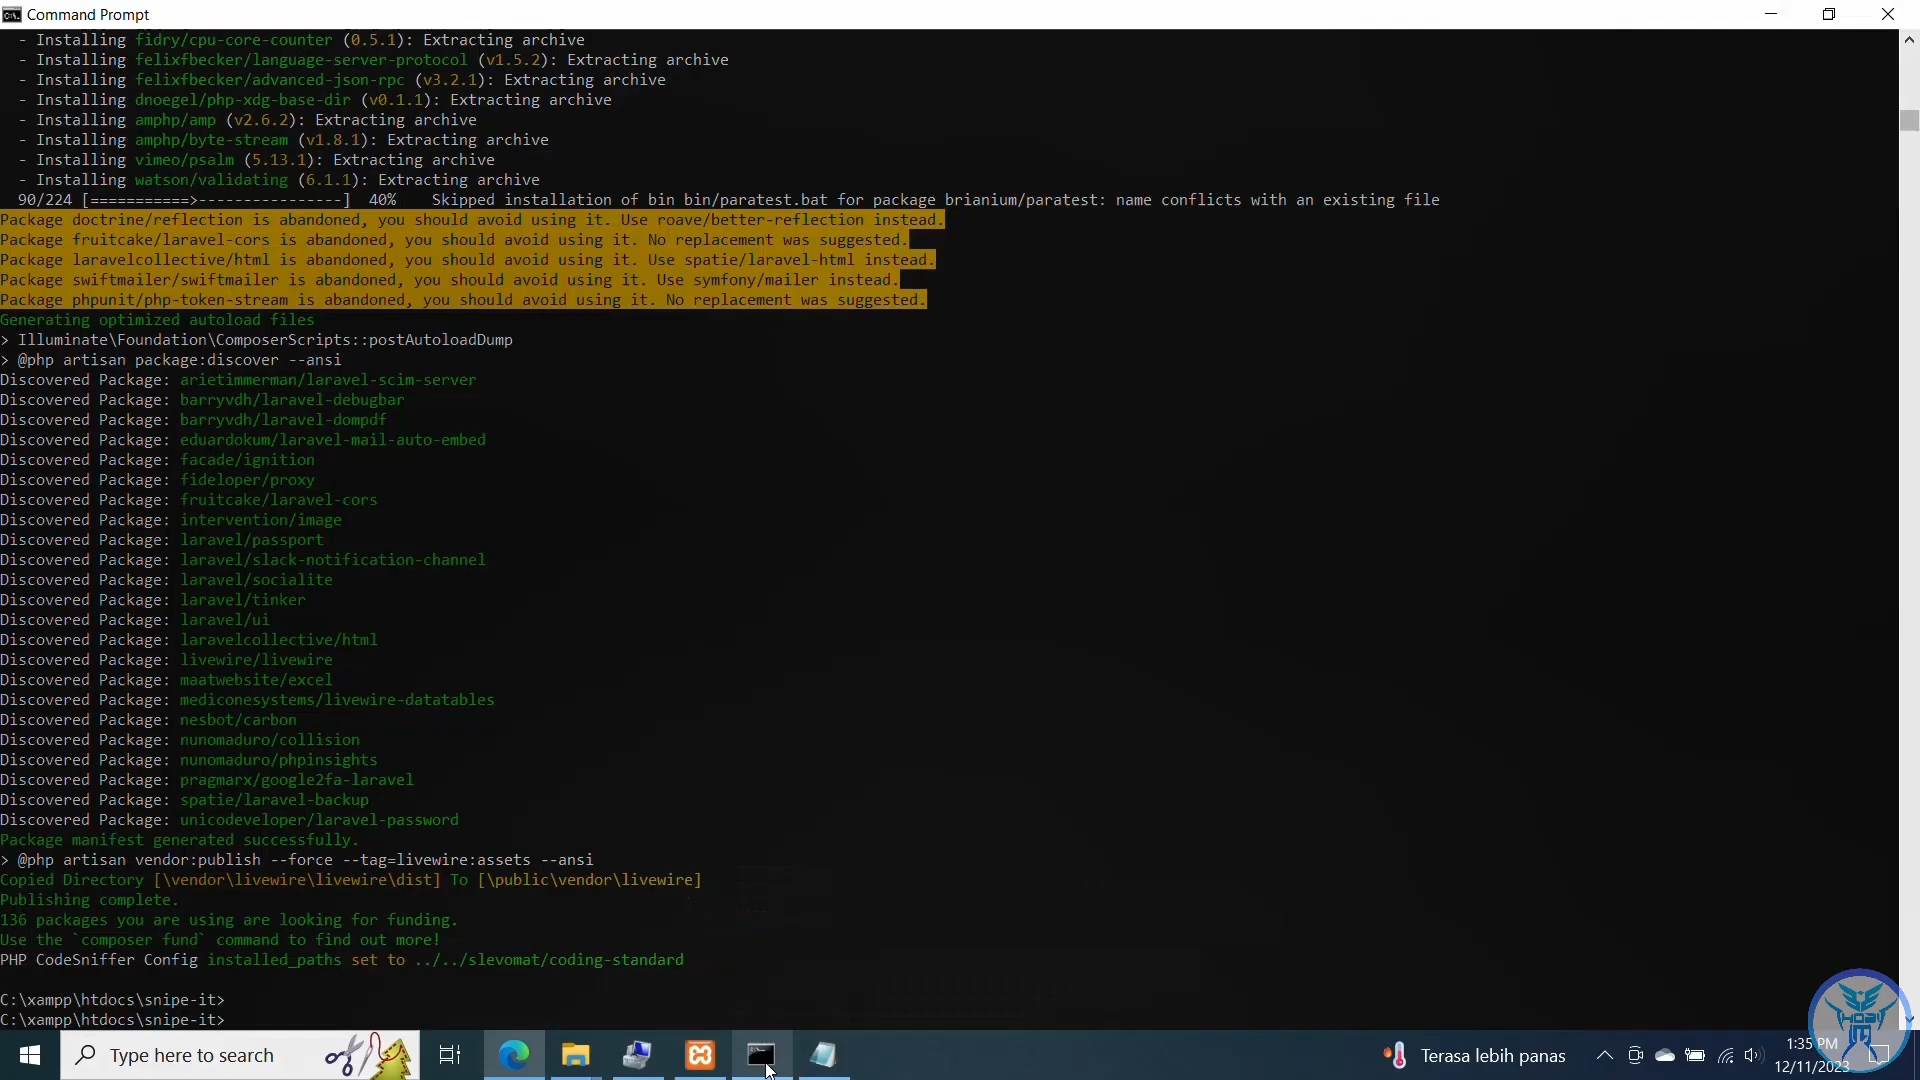 Command Prompt
- Installing fidry/cpu-core-counter (0.5.1): Extracting archive
- Installing felixfbecker/language-server-protocol (v1.5.2): Extracting archive
- Installing felixfbecker/advanced-json-rpc (v3.2.1): Extracting archive
- Installing dnoegel/php-xdg-base-dir (v0.1.1): Extracting archive
- Installing amphp/amp (v2.6.2): Extracting archive
- Installing amphp/byte-stream (v1.8.1): Extracting archive
- Installing vimeo/psalm (5.13.1): Extracting archive
- Installing watson/validating (6.1.1): Extracting archive
90/224 [===========>----------------] 40% Skipped installation of bin bin/paratest.bat for package brianium/paratest: name conflicts with an existing file
Package doctrine/reflection is abandoned, you should avoid using it. Use roave/better-reflection instead.
Package fruitcake/laravel-cors is abandoned, you should avoid using it. No replacement was suggested.
Package laravelcollective/html is abandoned, you should avoid using it. Use spatie/laravel-html instead.
Package swiftmailer/swiftmailer is abandoned, you should avoid using it. Use symfony/mailer instead.
Package phpunit/php-token-stream is abandoned, you should avoid using it. No replacement was suggested.
Generating optimized autoload files
> Illuminate\Foundation\ComposerScripts::postAutoloadDump
> @php artisan package:discover --ansi
Discovered Package: arietimmerman/laravel-scim-server
Discovered Package: barryvdh/laravel-debugbar
Discovered Package: barryvdh/laravel-dompdf
Discovered Package: eduardokum/laravel-mail-auto-embed
Discovered Package: facade/ignition
Discovered Package: fideloper/proxy
Discovered Package: fruitcake/laravel-cors
Discovered Package: intervention/image
Discovered Package: laravel/passport
Discovered Package: laravel/slack-notification-channel
Discovered Package: laravel/socialite
Discovered Package: laravel/tinker
Discovered Package: laravel/ui
Discovered Package: laravelcollective/html
Discovered Package: livewire/livewire
Discovered Package: maatwebsite/excel
Discovered Package: mediconesystems/livewire-datatables
Discovered Package: nesbot/carbon
Discovered Package: nunomaduro/collision
Discovered Package: nunomaduro/phpinsights
Discovered Package: pragmarx/google2fa-laravel
Discovered Package: spatie/laravel-backup
Discovered Package: unicodeveloper/laravel-password
Package manifest generated successfully.
> @php artisan vendor:publish --force --tag=livewire:assets --ansi
Copied Directory [\vendor\livewire\livewire\dist] To [\public\vendor\livewire]
Publishing complete.
136 packages you are using are looking for funding.
Use the `composer fund` command to find out more!
PHP CodeSniffer Config installed_paths set to ../../slevomat/coding-standard
C:\xampp\htdocs\snipe-it>
C:\xampp\htdocs\snipe-it>
Type here to search
Terasa lebih panas
1:35 PM
12/11/2023